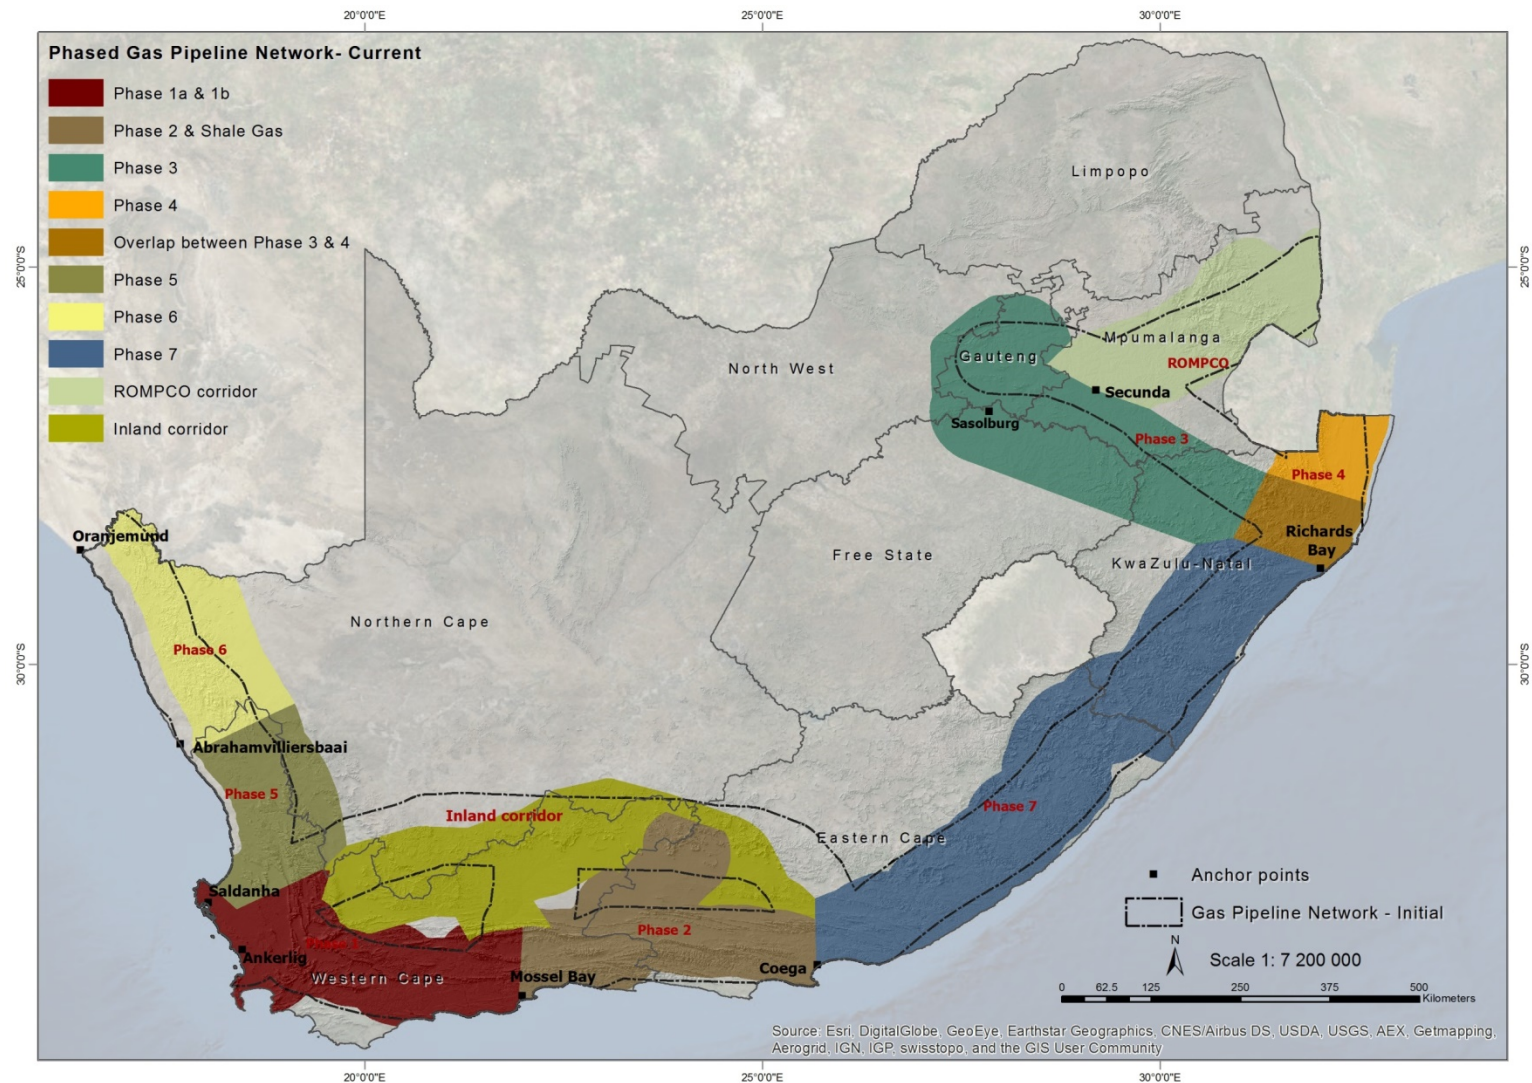 20°0'0"E 25°0'0"E 30°0'0"E
Phased Gas Pipeline Network- Current
Phase 1a & 1b
Phase 2 & Shale Gas
Phase 3
Phase 4
Overlap between Phase 3 & 4
Phase 5
Phase 6
Phase 7
ROMPCO corridor
Inland corridor
Limpopo
25°0'0"S 25°0'0"S
Mpumalanga
Gauteng
ROMPCO
North West
Secunda
Sasolburg
Phase 3
Phase 4
Richards
Bay
Oranjemund
Free State
KwaZulu-Natal
Northern Cape
Phase 6
30°0'0"S 30°0'0"S
Abrahamvilliersbaai
Phase 5
Inland corridor
Phase 7
Eastern Cape
Saldanha
Phase 2
Phase 1
Ankerlig
Western Cape
Mossel Bay
Coega
Anchor points
Gas Pipeline Network - Initial
N
Scale 1: 7 200 000
0 62.5 125 250 375 500
Kilometers
Source: Esri, DigitalGlobe, GeoEye, Earthstar Geographics, CNES/Airbus DS, USDA, USGS, AEX, Getmapping,
Aerogrid, IGN, IGP, swisstopo, and the GIS User Community
20°0'0"E 25°0'0"E 30°0'0"E